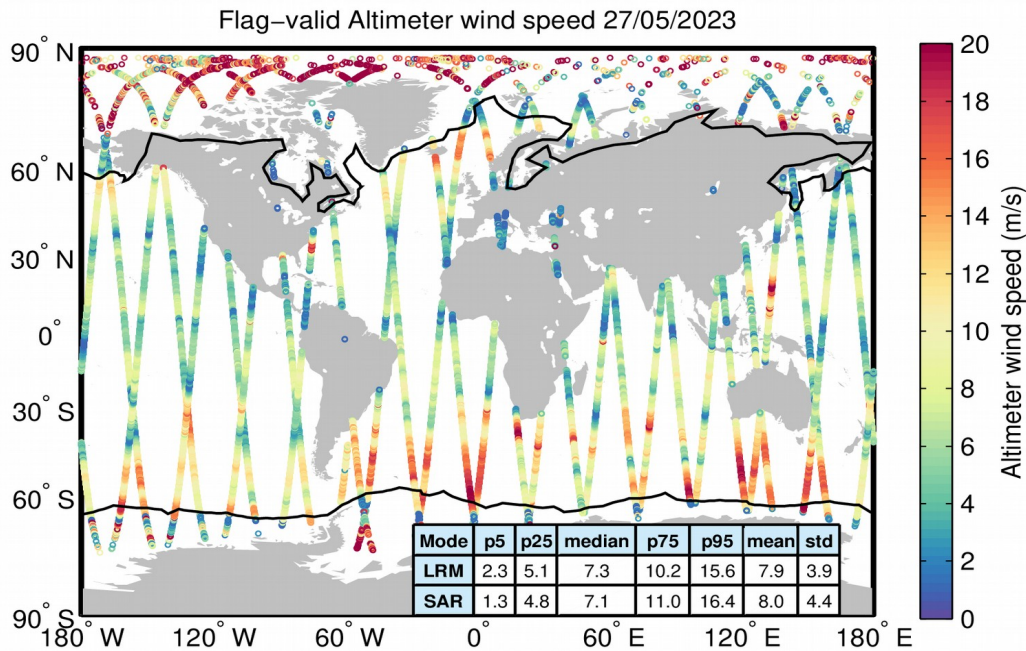 Flag−valid Altimeter wind speed 27/05/2023
90° N
60° N
30° N
0°
30° S
60° S
90° S
180° W
120° W
60° W
0°
60° E
120° E
180° E
Mode p5 p25 median p75 p95 mean std
LRM 2.3 5.1 7.3 10.2 15.6 7.9 3.9
SAR 1.3 4.8 7.1 11.0 16.4 8.0 4.4
20
18
16
14
12
10
8
6
4
2
0
Altimeter wind speed (m/s)